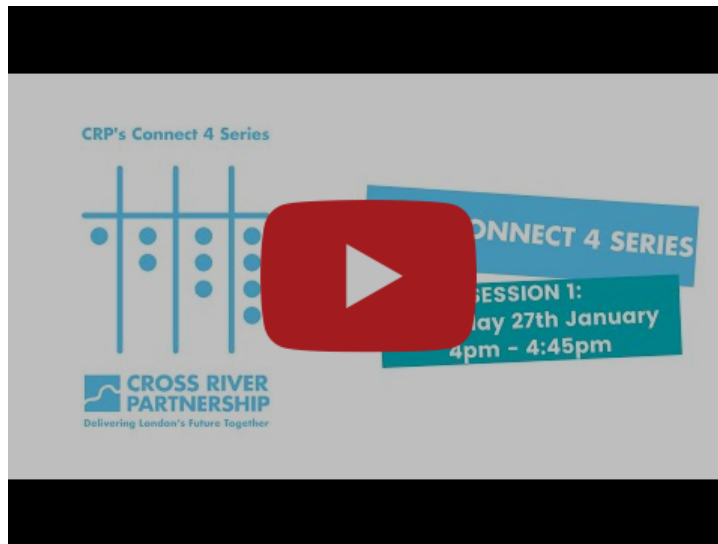 CRP's Connect 4 Series
CROSS RIVER
PARTNERSHIP
Delivering London's Future Together
CONNECT 4 SERIES
SESSION 1:
27th January
4pm - 4:45pm